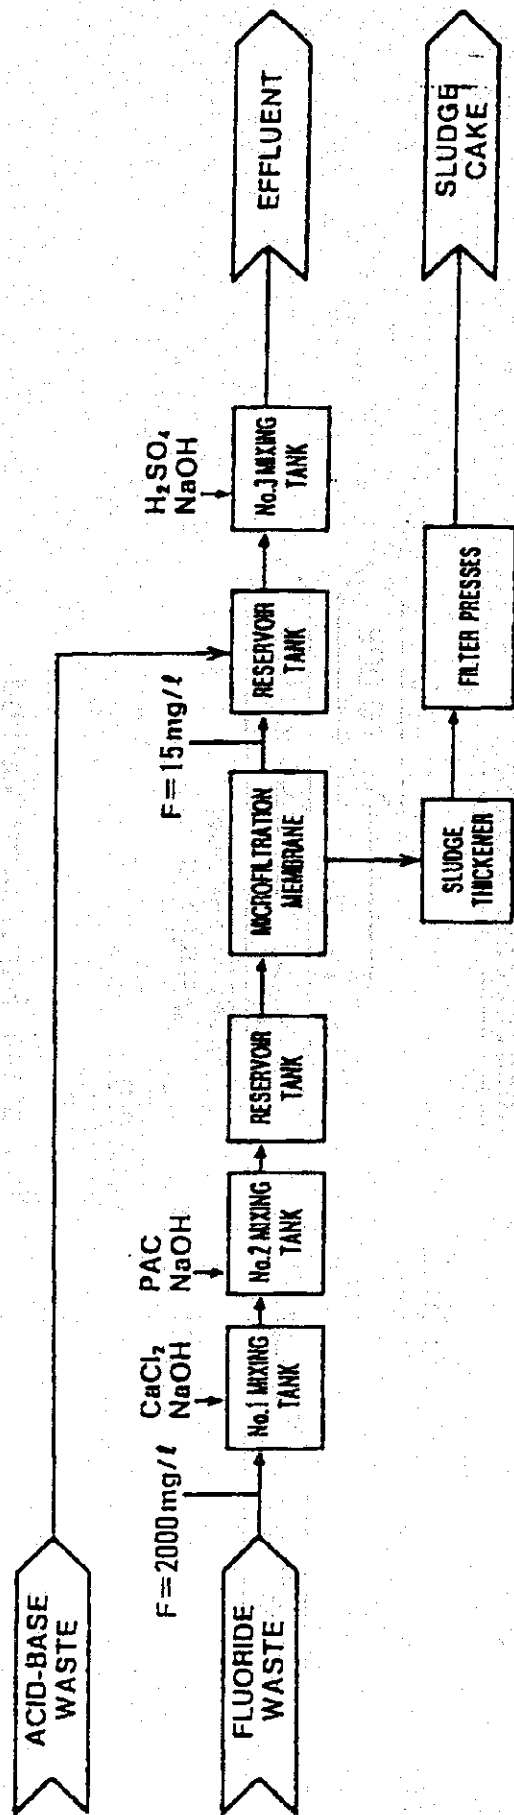 ACID-BASE
WASTE
FLUORIDE
WASTE
F=2000mg/ℓ
CaCl₂
NaOH
No.1 MIXING
TANK
PAC
NaOH
No.2 MIXING
TANK
RESERVOIR
TANK
MICROFILTRATION
MEMBRANE
F=15mg/ℓ
RESERVOIR
TANK
H₂SO₄
NaOH
No.3 MIXING
TANK
EFFLUENT
SLUDGE
THICKENER
FILTER PRESSES
SLUDGE
CAKE